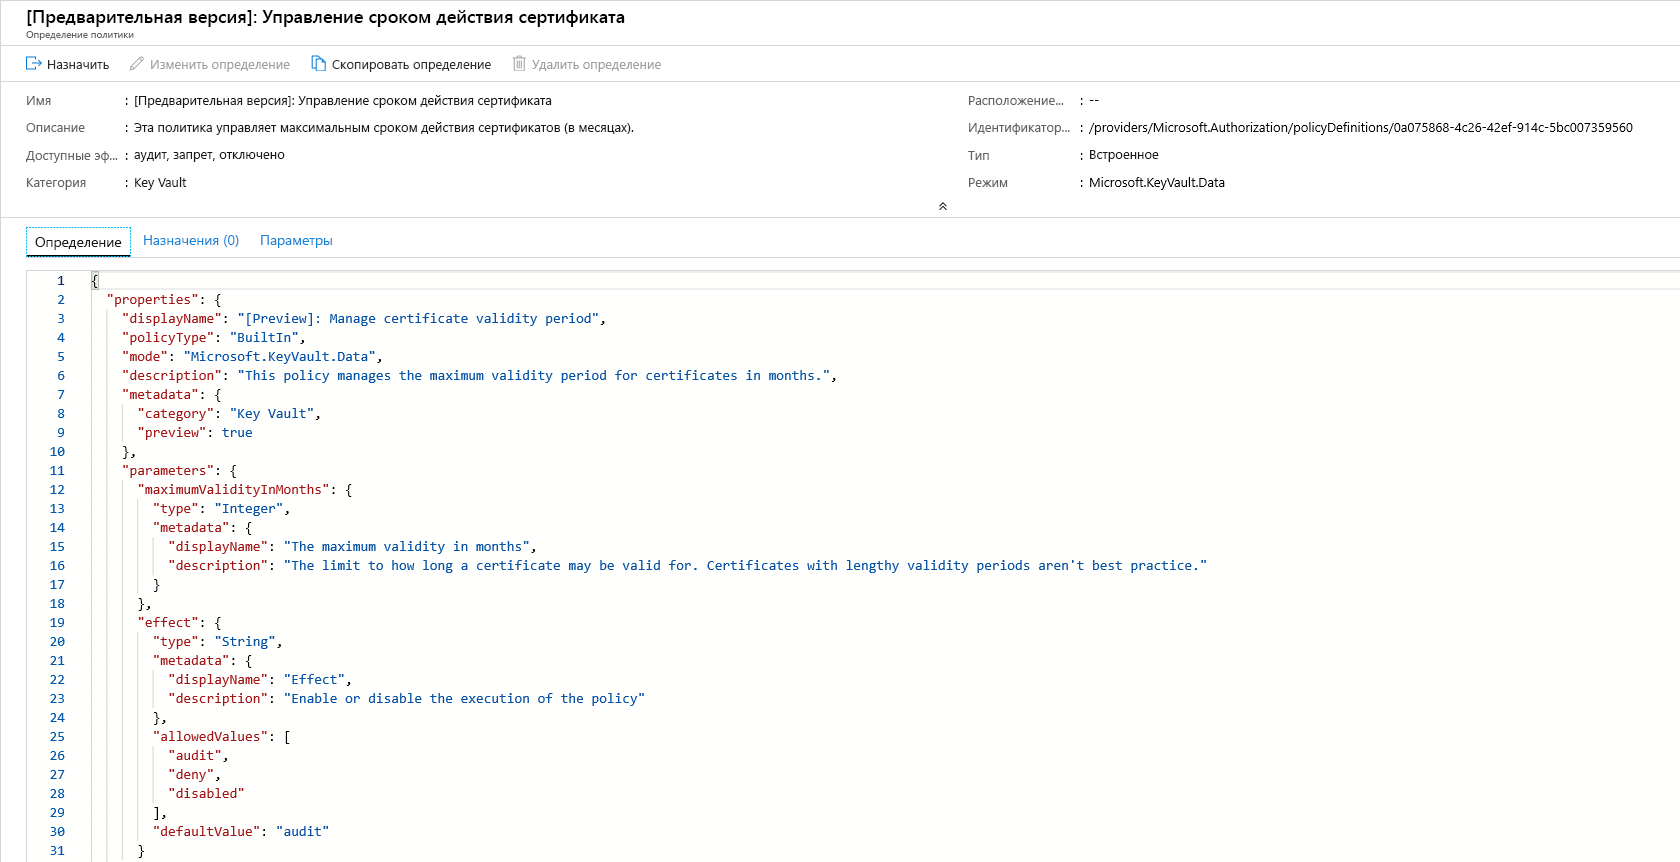 [Предварительная версия]: Управление сроком действия сертификата
Определение политики
Назначить Изменить определение Скопировать определение Удалить определение
Имя : [Предварительная версия]: Управление сроком действия сертификата
Расположение... : --
Описание : Эта политика управляет максимальным сроком действия сертификатов (в месяцах).
Идентификатор... : /providers/Microsoft.Authorization/policyDefinitions/0a075868-4c26-42ef-914c-5bc007359560
Доступные эф... : аудит, запрет, отключено
Тип : Встроенное
Категория : Key Vault
Режим : Microsoft.KeyVault.Data
Определение Назначения (0) Параметры
1 {
2 "properties": {
3 "displayName": "[Preview]: Manage certificate validity period",
4 "policyType": "BuiltIn",
5 "mode": "Microsoft.KeyVault.Data",
6 "description": "This policy manages the maximum validity period for certificates in months.",
7 "metadata": {
8 "category": "Key Vault",
9 "preview": true
10 },
11 "parameters": {
12 "maximumValidityInMonths": {
13 "type": "Integer",
14 "metadata": {
15 "displayName": "The maximum validity in months",
16 "description": "The limit to how long a certificate may be valid for. Certificates with lengthy validity periods aren't best practice."
17 }
18 },
19 "effect": {
20 "type": "String",
21 "metadata": {
22 "displayName": "Effect",
23 "description": "Enable or disable the execution of the policy"
24 },
25 "allowedValues": [
26 "audit",
27 "deny",
28 "disabled"
29 ],
30 "defaultValue": "audit"
31 }